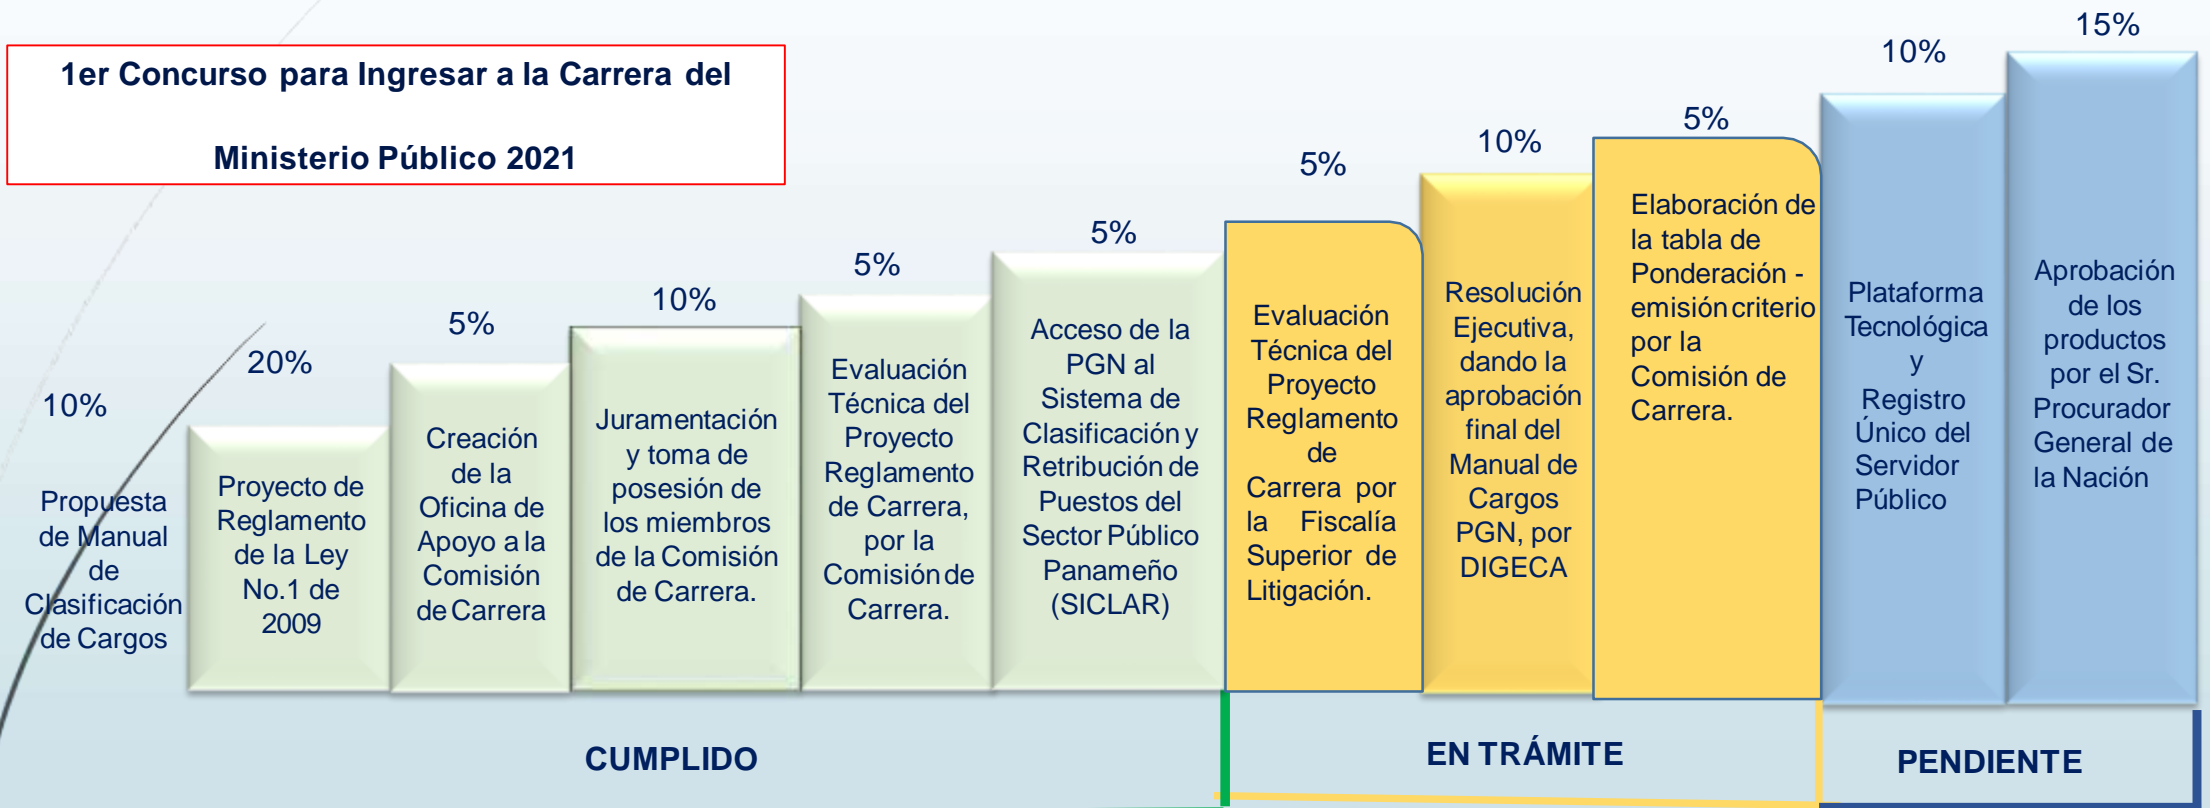 1er Concurso para Ingresar a la Carrera del
Ministerio Público 2021
10%
Propuesta
de Manual
de
Clasificación
de Cargos
20%
Proyecto de
Reglamento
de la Ley
No.1 de
2009
5%
Creación
de la
Oficina de
Apoyo a la
Comisión
de Carrera
10%
Juramentación
y toma de
posesión de
los miembros
de la Comisión
de Carrera.
5%
Evaluación
Técnica del
Proyecto
Reglamento
de Carrera,
por la
Comisión de
Carrera.
5%
Acceso de la
PGN al
Sistema de
Clasificación y
Retribución de
Puestos del
Sector Público
Panameño
(SICLAR)
5%
Evaluación
Técnica del
Proyecto
Reglamento
de
Carrera por
la Fiscalía
Superior de
Litigación.
10%
Resolución
Ejecutiva,
dando la
aprobación
final del
Manual de
Cargos
PGN, por
DIGECA
5%
Elaboración de
la tabla de
Ponderación -
emisión criterio
por la
Comisión de
Carrera.
10%
Plataforma
Tecnológica
y
Registro
Único del
Servidor
Público
15%
Aprobación
de los
productos
por el Sr.
Procurador
General de
la Nación
CUMPLIDO
EN TRÁMITE
PENDIENTE